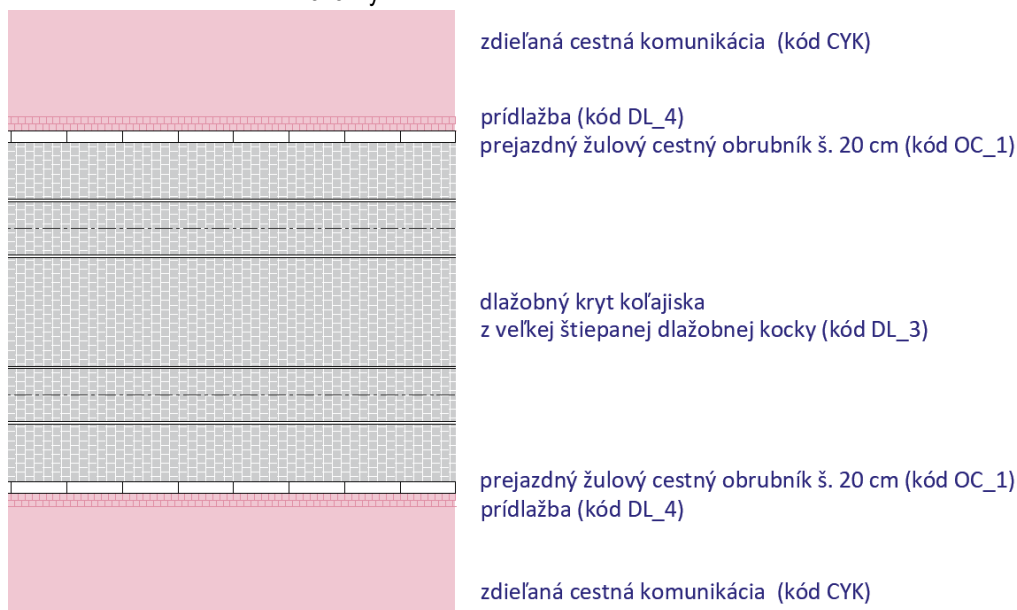 zdieľaná cestná komunikácia (kód CYK)
prídlažba (kód DL_4)
prejazdný žulový cestný obrubník š. 20 cm (kód OC_1)
dlažobný kryt koľajiska
z veľkej štiepanej dlažobnej kocky (kód DL_3)
prejazdný žulový cestný obrubník š. 20 cm (kód OC_1)
prídlažba (kód DL_4)
zdieľaná cestná komunikácia (kód CYK)